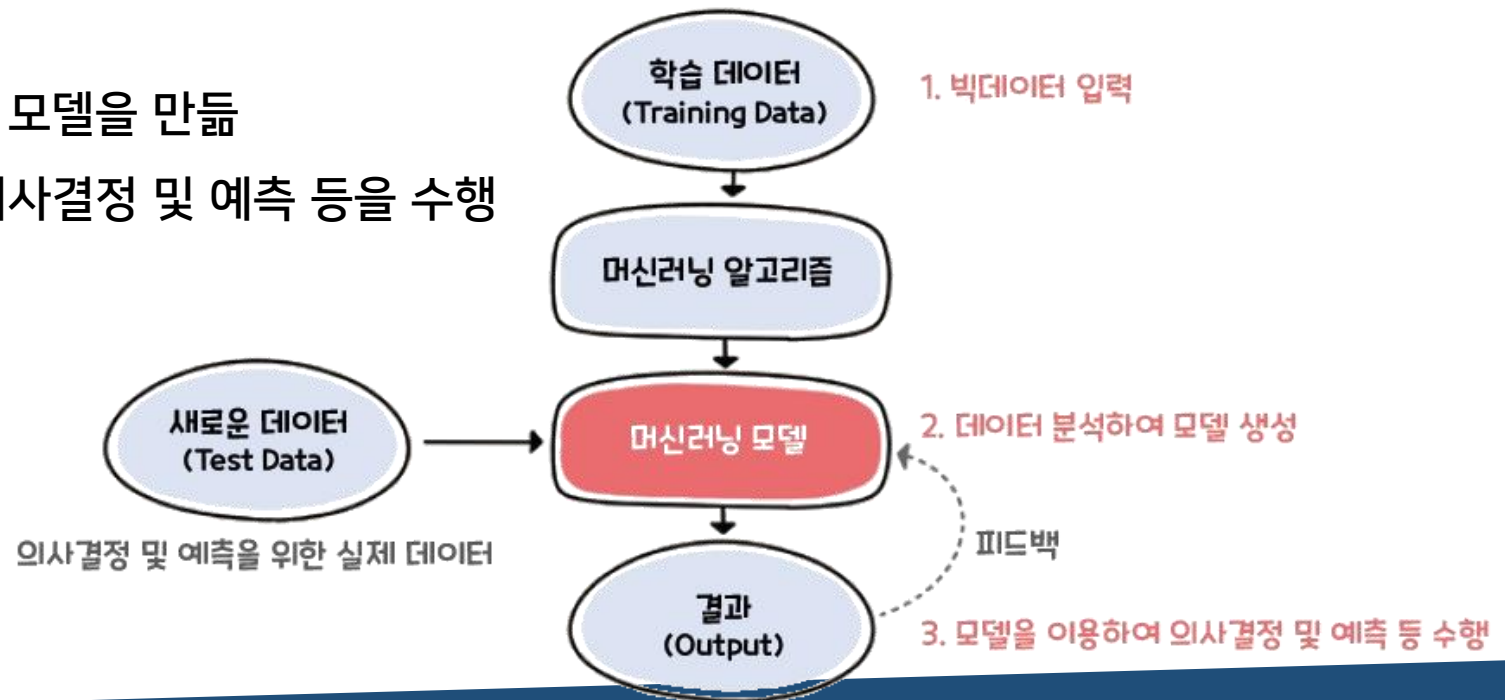 모델을 만듦
사결정 및 예측 등을 수행
학습 데이터
(Training Data)
1. 빅데이터 입력
머신러닝 알고리즘
새로운 데이터
(Test Data)
머신러닝 모델
2. 데이터 분석하여 모델 생성
의사결정 및 예측을 위한 실제 데이터
피드백
결과
(Output)
3. 모델을 이용하여 의사결정 및 예측 등 수행